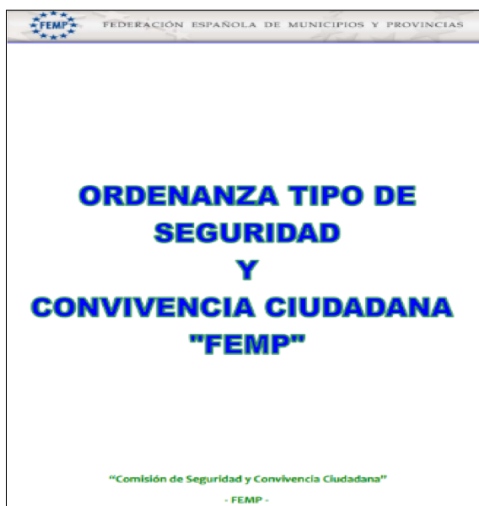 FEMP FEDERACIÓN ESPAÑOLA DE MUNICIPIOS Y PROVINCIAS
ORDENANZA TIPO DE
SEGURIDAD
Y
CONVIVENCIA CIUDADANA
"FEMP"
“Comisión de Seguridad y Convivencia Ciudadana”
- FEMP -